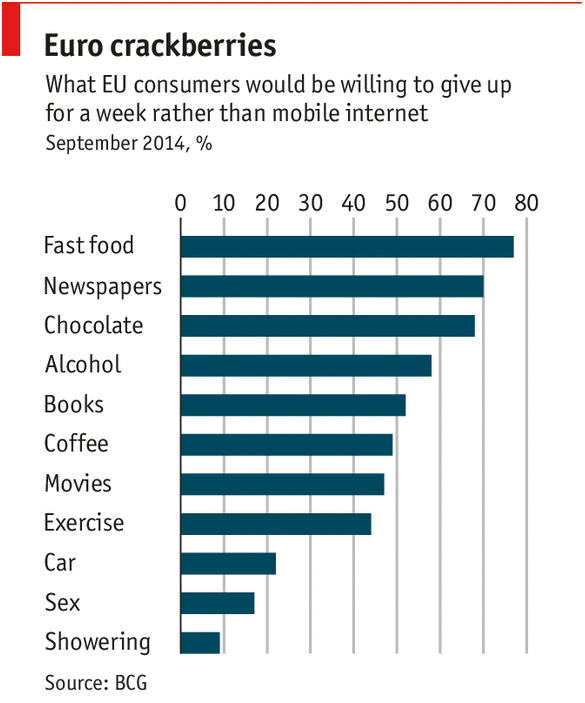 Euro crackberries
What EU consumers would be willing to give up
for a week rather than mobile internet
September 2014, %
0 10 20 30 40 50 60 70 80
Fast food
Newspapers
Chocolate
Alcohol
Books
Coffee
Movies
Exercise
Car
Sex
Showering
Source: BCG